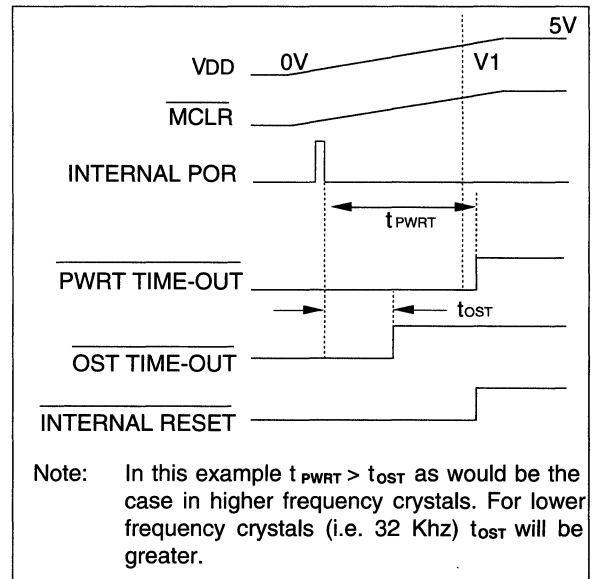 5V
VDD 0V V1
MCLR
INTERNAL POR
tPWRT
PWRT TIME-OUT
tOST
OST TIME-OUT
INTERNAL RESET
Note: In this example tPWRT > tOST as would be the
case in higher frequency crystals. For lower
frequency crystals (i.e. 32 Khz) tOST will be
greater.